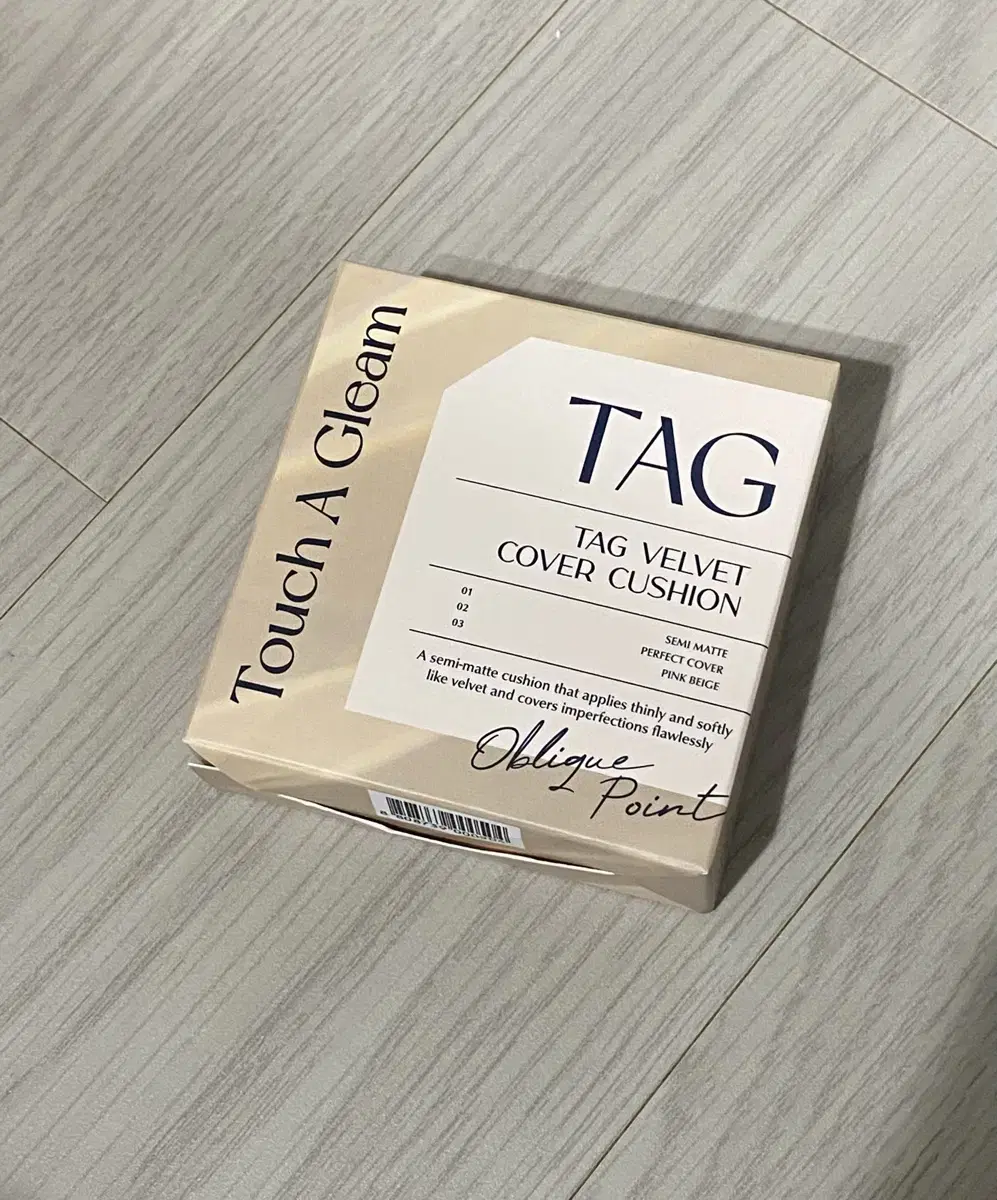 Touch A Gleam
TAG
TAG VELVET
COVER CUSHION
01
02
03
SEMI MATTE
PERFECT COVER
PINK BEIGE
A semi-matte cushion that applies thinly and softly
like velvet and covers imperfections flawlessly
Oblique
Point